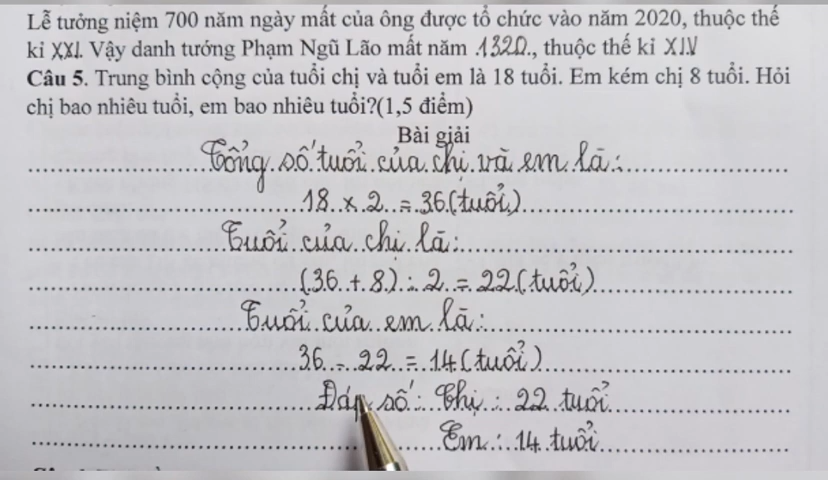 Lễ tưởng niệm 700 năm ngày mất của ông được tổ chức vào năm 2020, thuộc thế
kỉ XXI. Vậy danh tướng Phạm Ngũ Lão mất năm .1320., thuộc thế kỉ XIV
Câu 5. Trung bình cộng của tuổi chị và tuổi em là 18 tuổi. Em kém chị 8 tuổi. Hỏi
chị bao nhiêu tuổi, em bao nhiêu tuổi?(1,5 điểm)
Bài giải
Tổng số tuổi của chị và em là:
18 x 2 = 36 (tuổi)
Tuổi của chị là:
(36 + 8) : 2 = 22 (tuổi)
Tuổi của em là:
36 - 22 = 14 (tuổi)
Đáp số: Chị: 22 tuổi
Em: 14 tuổi